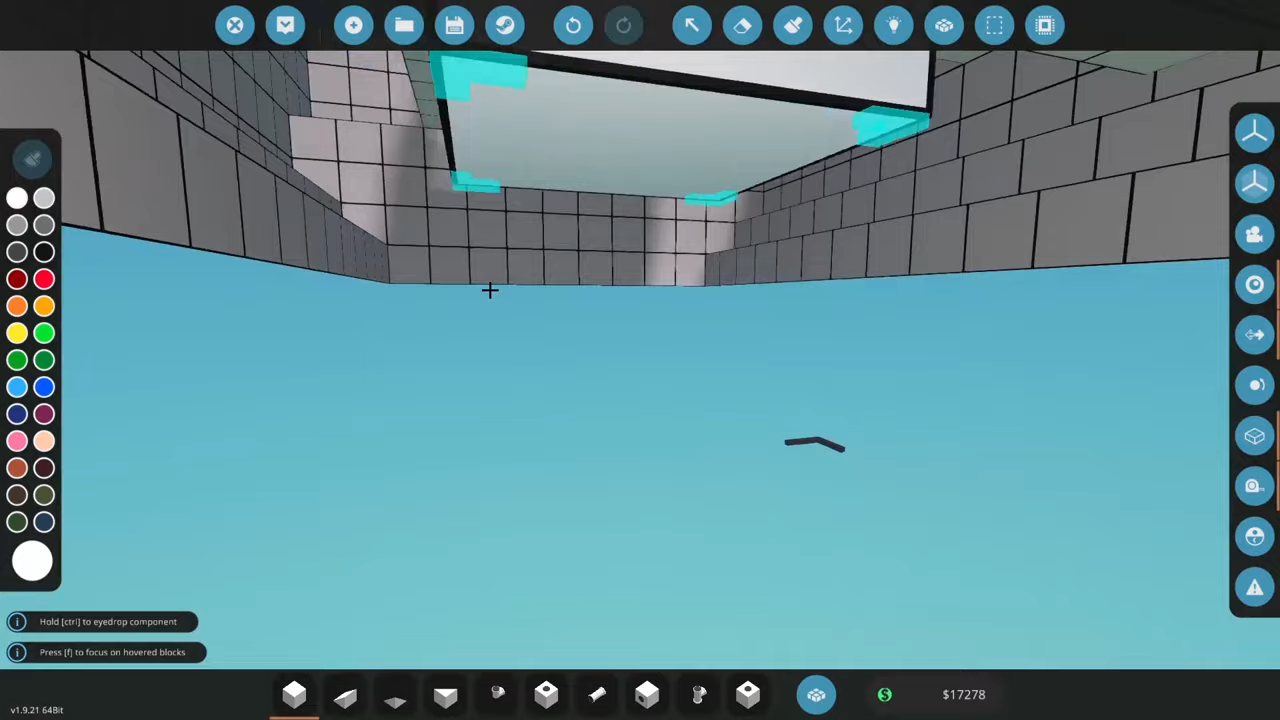 Hold [ctrl] to eyedrop component
Press [f] to focus on hovered blocks
v1.9.21 64Bit
$17278